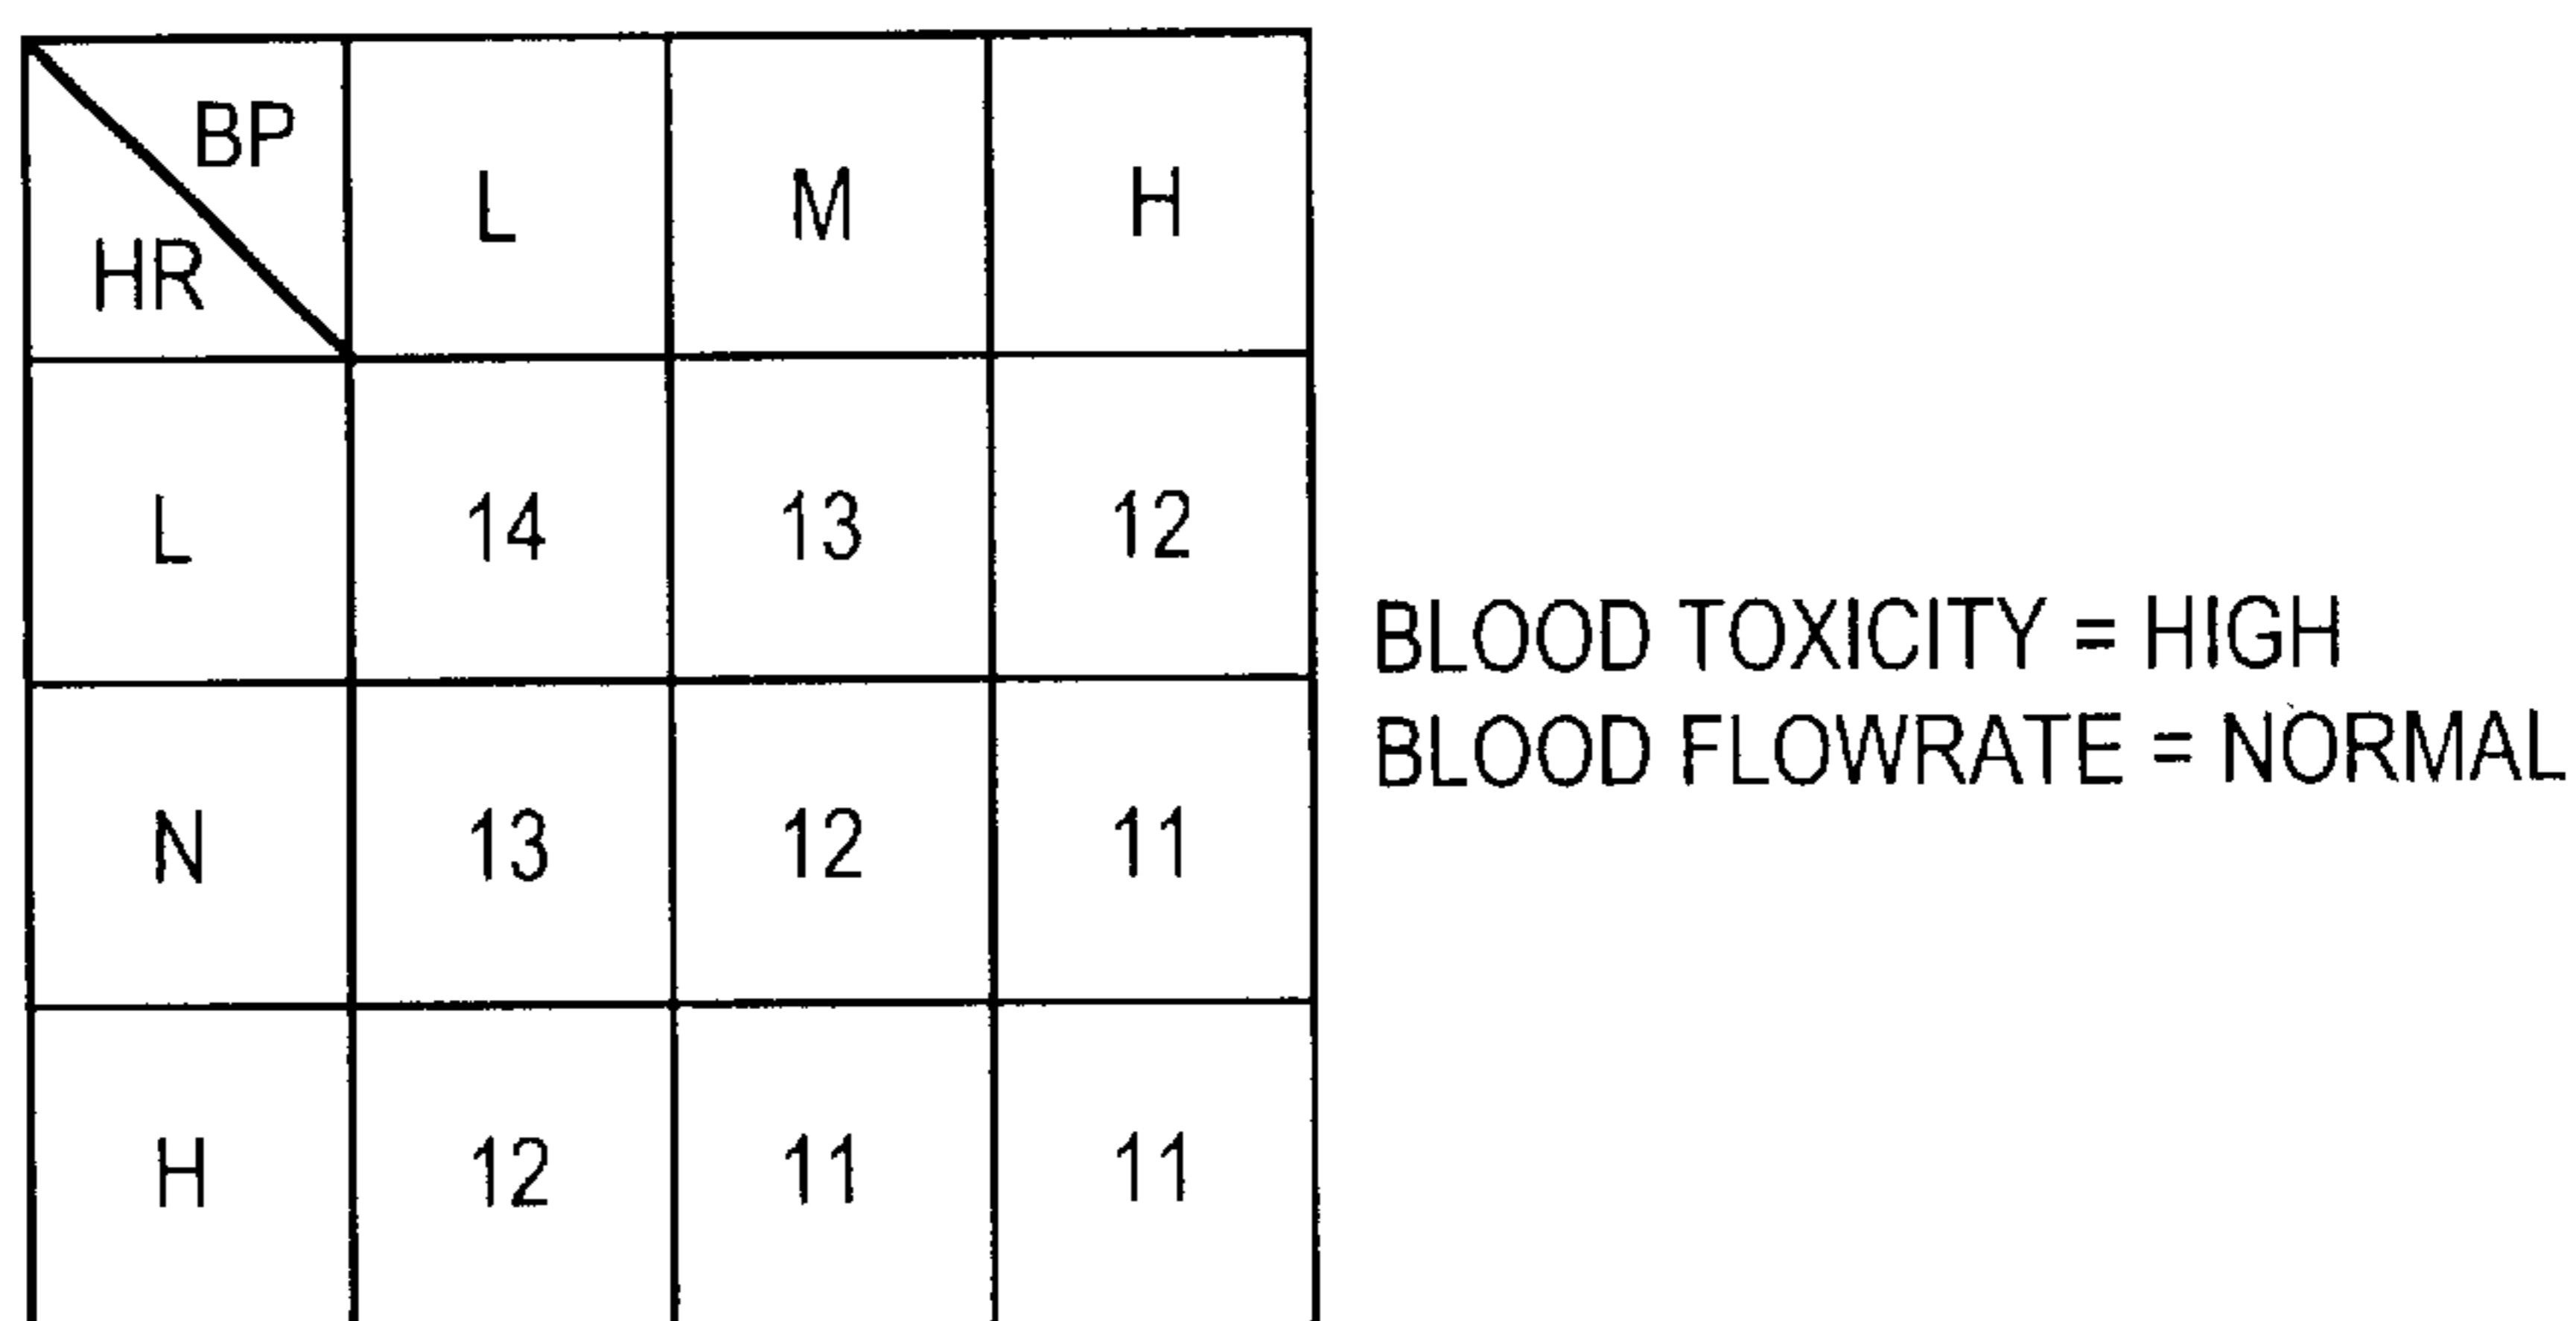 BP
HR
L M H
L 14 13 12
BLOOD TOXICITY = HIGH
BLOOD FLOWRATE = NORMAL
N 13 12 11
H 12 11 11